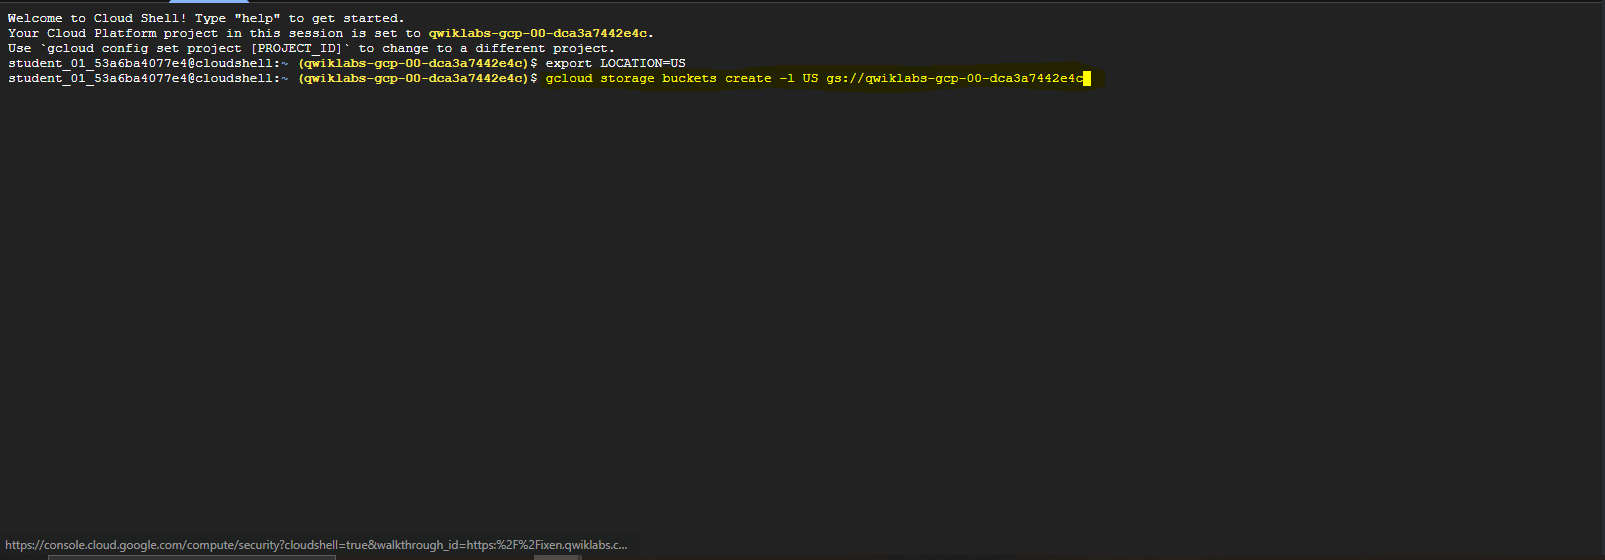 Welcome to Cloud Shell! Type "help" to get started.
Your Cloud Platform project in this session is set to qwiklabs-gcp-00-dca3a7442e4c.
Use `gcloud config set project [PROJECT_ID]` to change to a different project.
student_01_53a6ba4077e4@cloudshell:~ (qwiklabs-gcp-00-dca3a7442e4c)$ export LOCATION=US
student_01_53a6ba4077e4@cloudshell:~ (qwiklabs-gcp-00-dca3a7442e4c)$ gcloud storage buckets create -l US gs://qwiklabs-gcp-00-dca3a7442e4c
https://console.cloud.google.com/compute/security?cloudshell=true&walkthrough_id=https:%2F%2Fixen.qwiklabs.c...